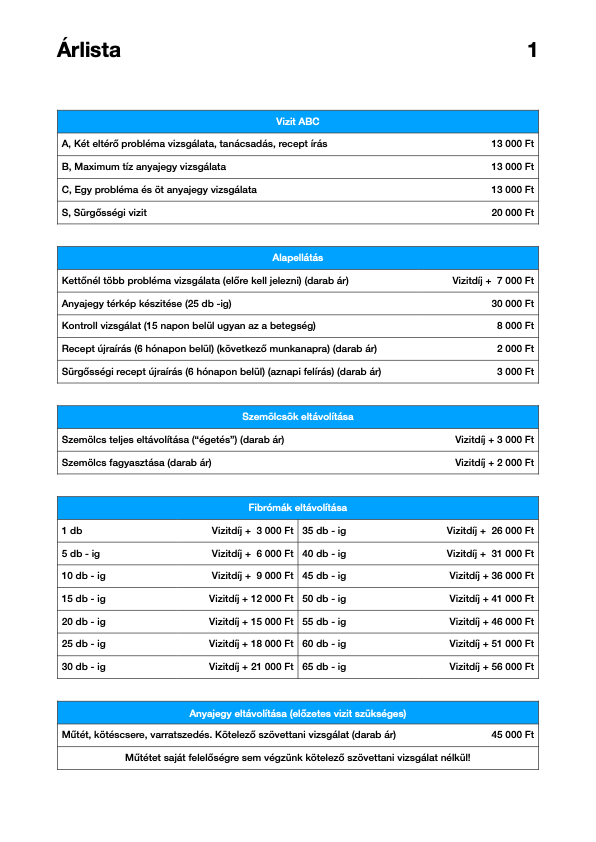 Árlista 1
Vizit ABC
A, Két eltérő probléma vizsgálata, tanácsadás, recept írás 13 000 Ft
B, Maximum tíz anyajegy vizsgálata 13 000 Ft
C, Egy probléma és öt anyajegy vizsgálata 13 000 Ft
S, Sürgősségi vizit 20 000 Ft
Alapellátás
Kettőnél több probléma vizsgálata (előre kell jelezni) (darab ár) Vizitdíj + 7 000 Ft
Anyajegy térkép készitése (25 db -ig) 30 000 Ft
Kontroll vizsgálat (15 napon belül ugyan az a betegség) 8 000 Ft
Recept újraírás (6 hónapon belül) (következő munkanapra) (darab ár) 2 000 Ft
Sürgősségi recept újraírás (6 hónapon belül) (aznapi felírás) (darab ár) 3 000 Ft
Szemölcsök eltávolítása
Szemölcs teljes eltávolítása (“égetés”) (darab ár) Vizitdíj + 3 000 Ft
Szemölcs fagyasztása (darab ár) Vizitdíj + 2 000 Ft
Fibrómák eltávolítása
1 db Vizitdíj + 3 000 Ft 35 db - ig Vizitdíj + 26 000 Ft
5 db - ig Vizitdíj + 6 000 Ft 40 db - ig Vizitdíj + 31 000 Ft
10 db - ig Vizitdíj + 9 000 Ft 45 db - ig Vizitdíj + 36 000 Ft
15 db - ig Vizitdíj + 12 000 Ft 50 db - ig Vizitdíj + 41 000 Ft
20 db - ig Vizitdíj + 15 000 Ft 55 db - ig Vizitdíj + 46 000 Ft
25 db - ig Vizitdíj + 18 000 Ft 60 db - ig Vizitdíj + 51 000 Ft
30 db - ig Vizitdíj + 21 000 Ft 65 db - ig Vizitdíj + 56 000 Ft
Anyajegy eltávolítása (előzetes vizit szükséges)
Műtét, kötéscsere, varratszedés. Kötelező szövettani vizsgálat (darab ár) 45 000 Ft
Műtétet saját felelőségre sem végzünk kötelező szövettani vizsgálat nélkül!